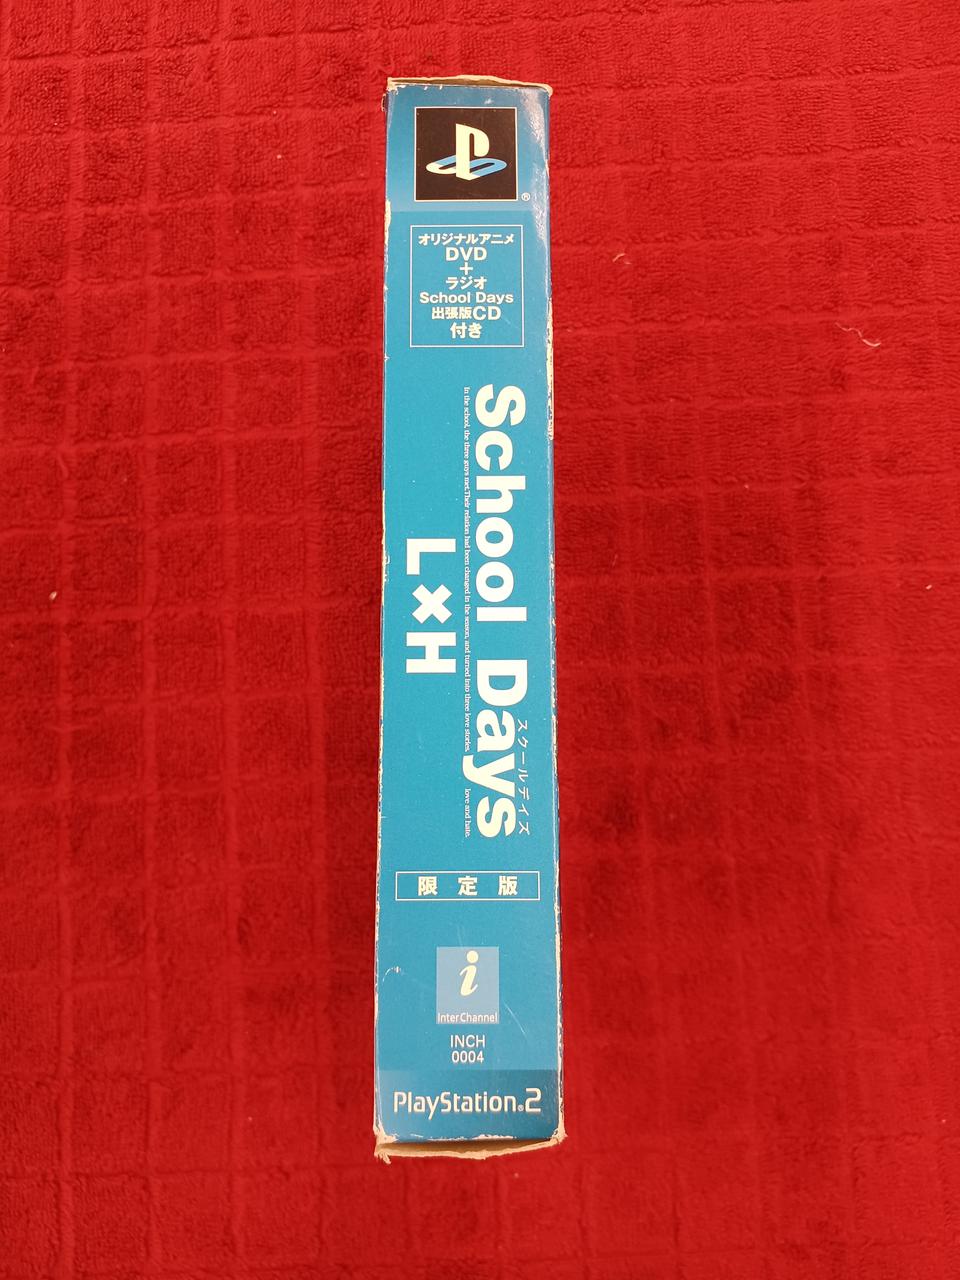 ®
オリジナルアニメ
DVD
+
ラジオ
School Days
出張版CD
付き
School Days
スクールデイズ
In the school, the three guys met. Their relation had been changed in the season, and turned into three love stories. love and hate.
L×H
限定版
i
InterChannel
INCH
0004
PlayStation®2